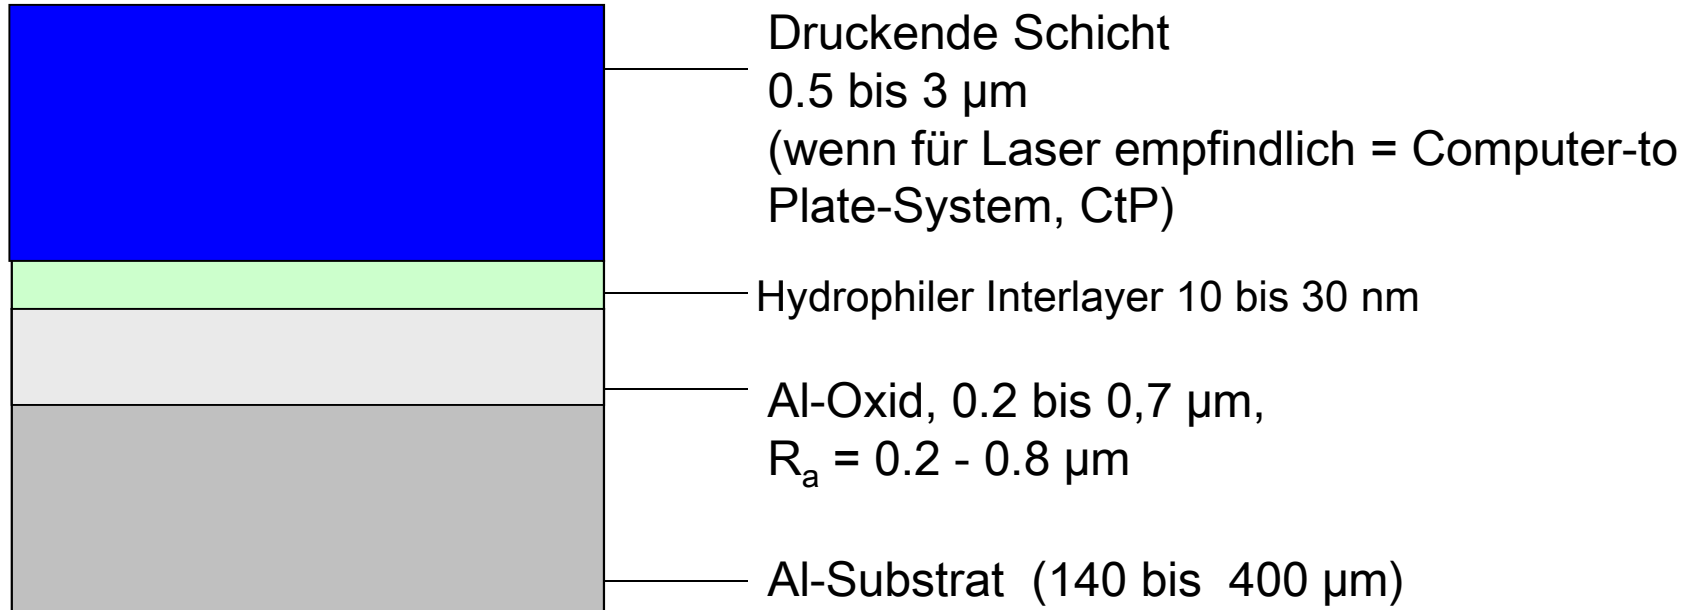 Druckende Schicht
0.5 bis 3 µm
(wenn für Laser empfindlich = Computer-to
Plate-System, CtP)
Hydrophiler Interlayer 10 bis 30 nm
Al-Oxid, 0.2 bis 0,7 µm,
Ra = 0.2 - 0.8 µm
Al-Substrat (140 bis 400 µm)